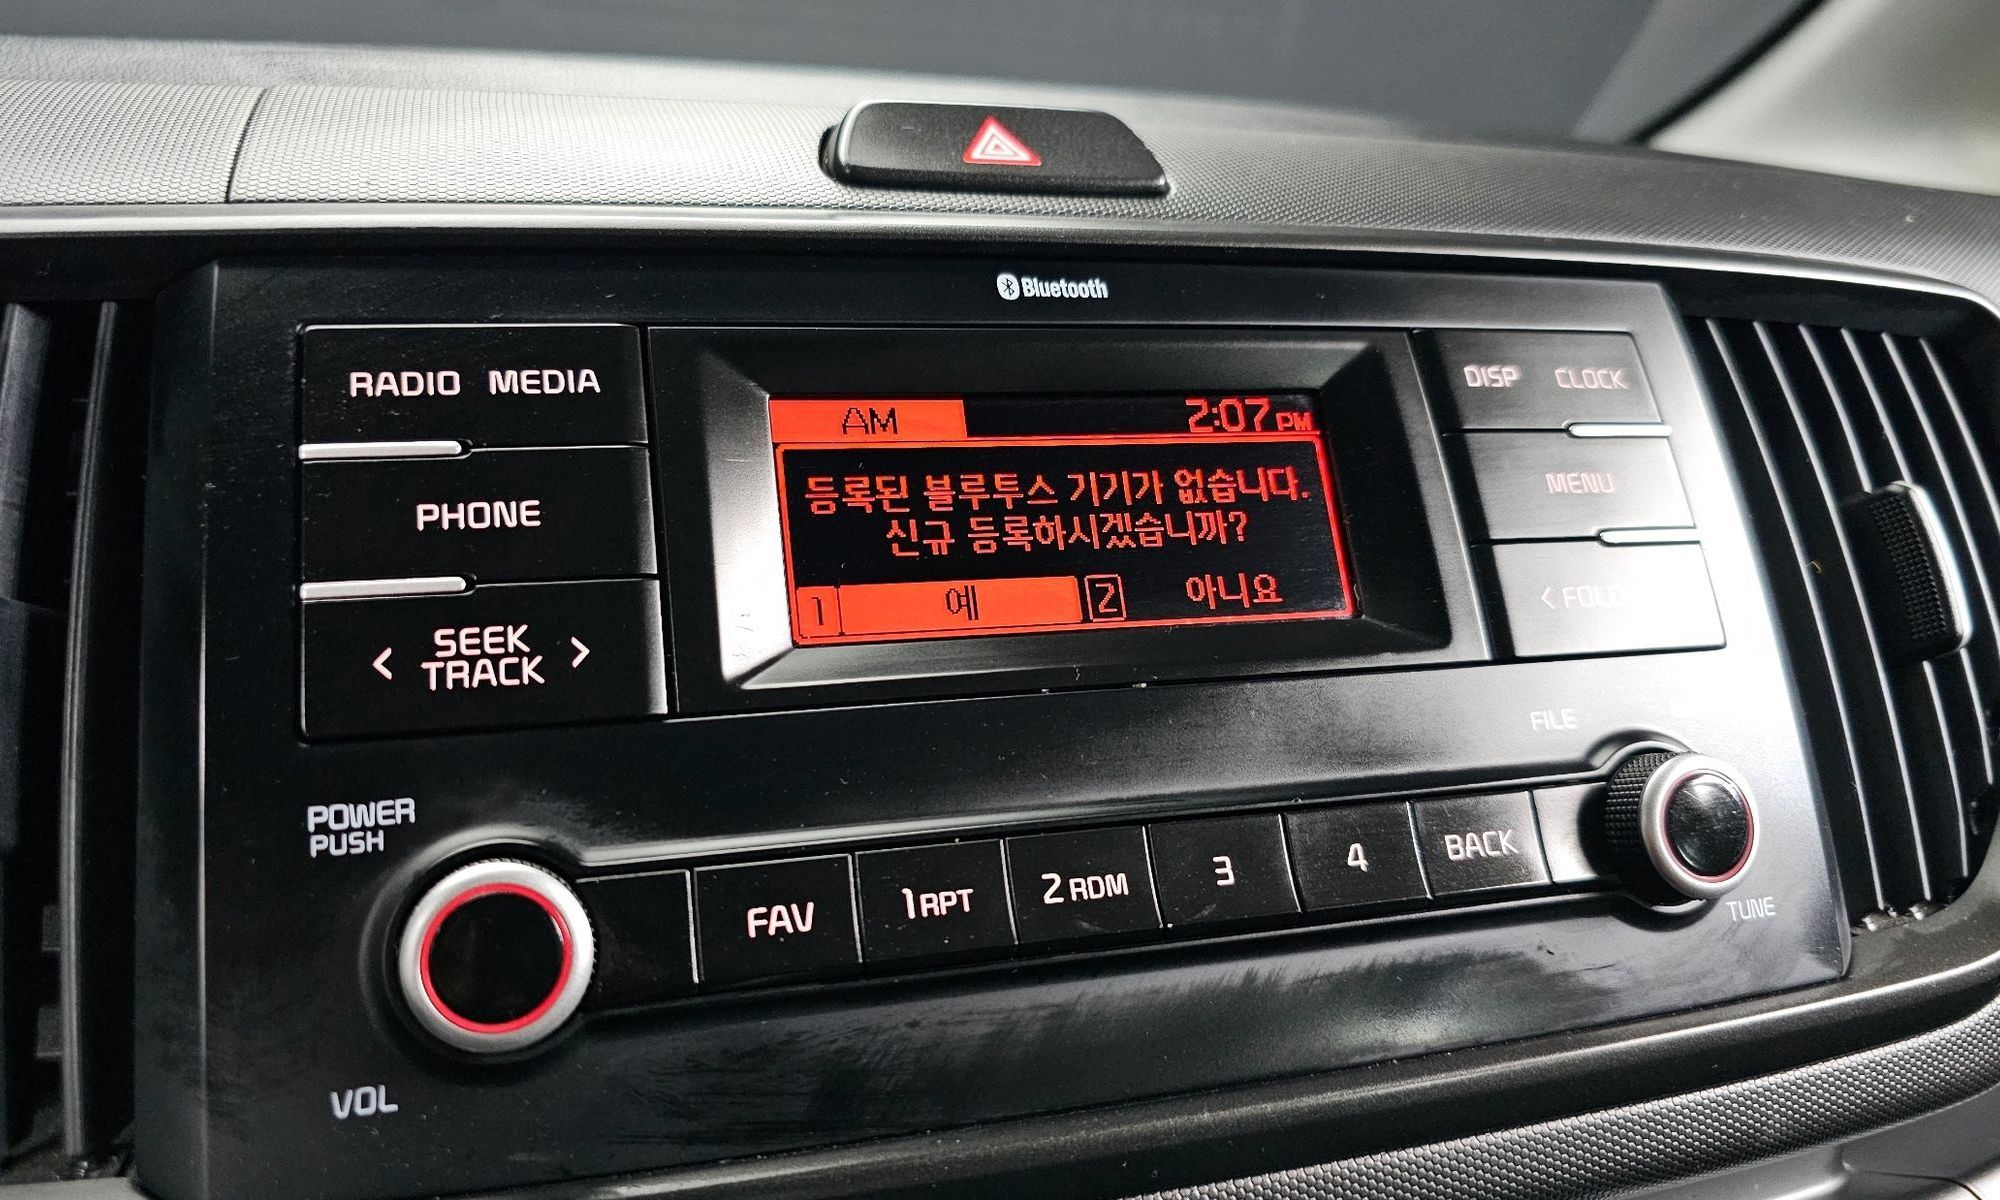 Bluetooth
RADIO MEDIA
DISP CLOCK
AM 2:07 PM
등록된 블루투스 기기가 없습니다.
신규 등록하시겠습니까?
1 예 2 아니요
PHONE
MENU
< SEEK TRACK >
< FOLD
FILE
POWER
PUSH
FAV 1 RPT 2 RDM 3 4 BACK
TUNE
VOL